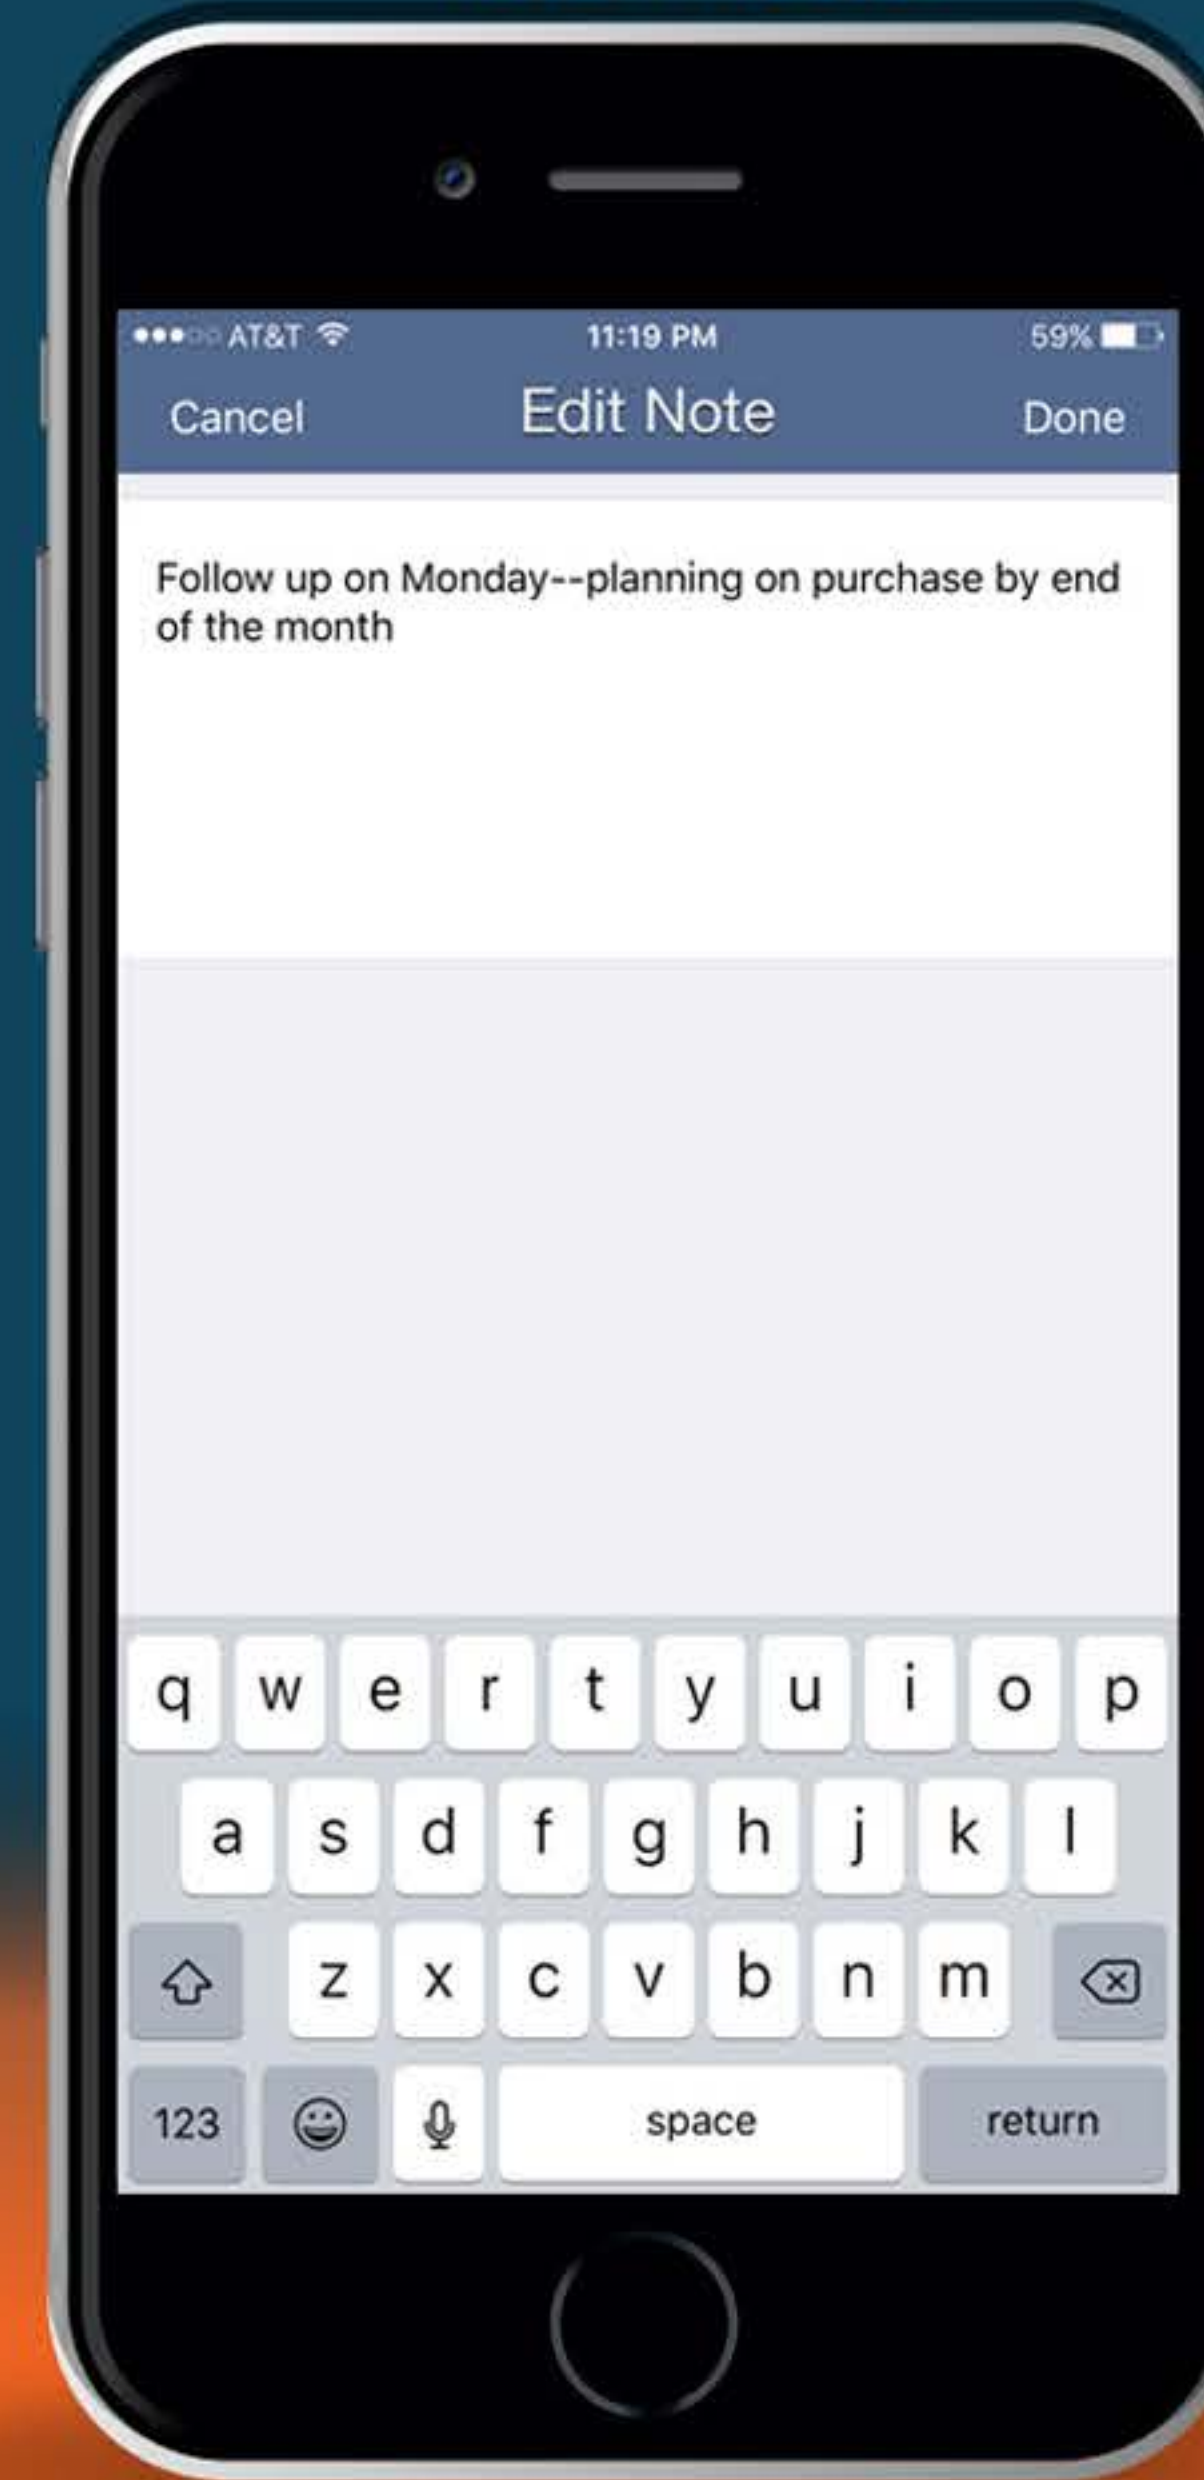 AT&T 11:19 PM 59%
Cancel Edit Note Done
Follow up on Monday--planning on purchase by end
of the month
q w e r t y u i o p
a s d f g h j k l
z x c v b n m
123 space return